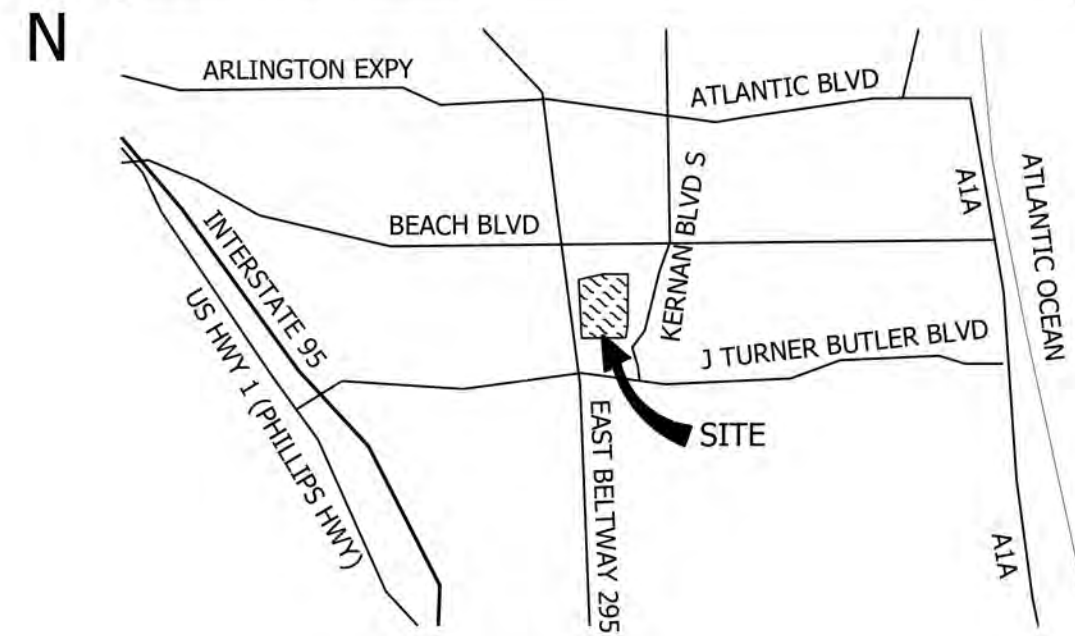 N
ARLINGTON EXPY
ATLANTIC BLVD
A1A
ATLANTIC OCEAN
KERNAN BLVD S
BEACH BLVD
INTERSTATE 95
US HWY 1 (PHILLIPS HWY)
J TURNER BUTLER BLVD
EAST BELTWAY 295
SITE
A1A